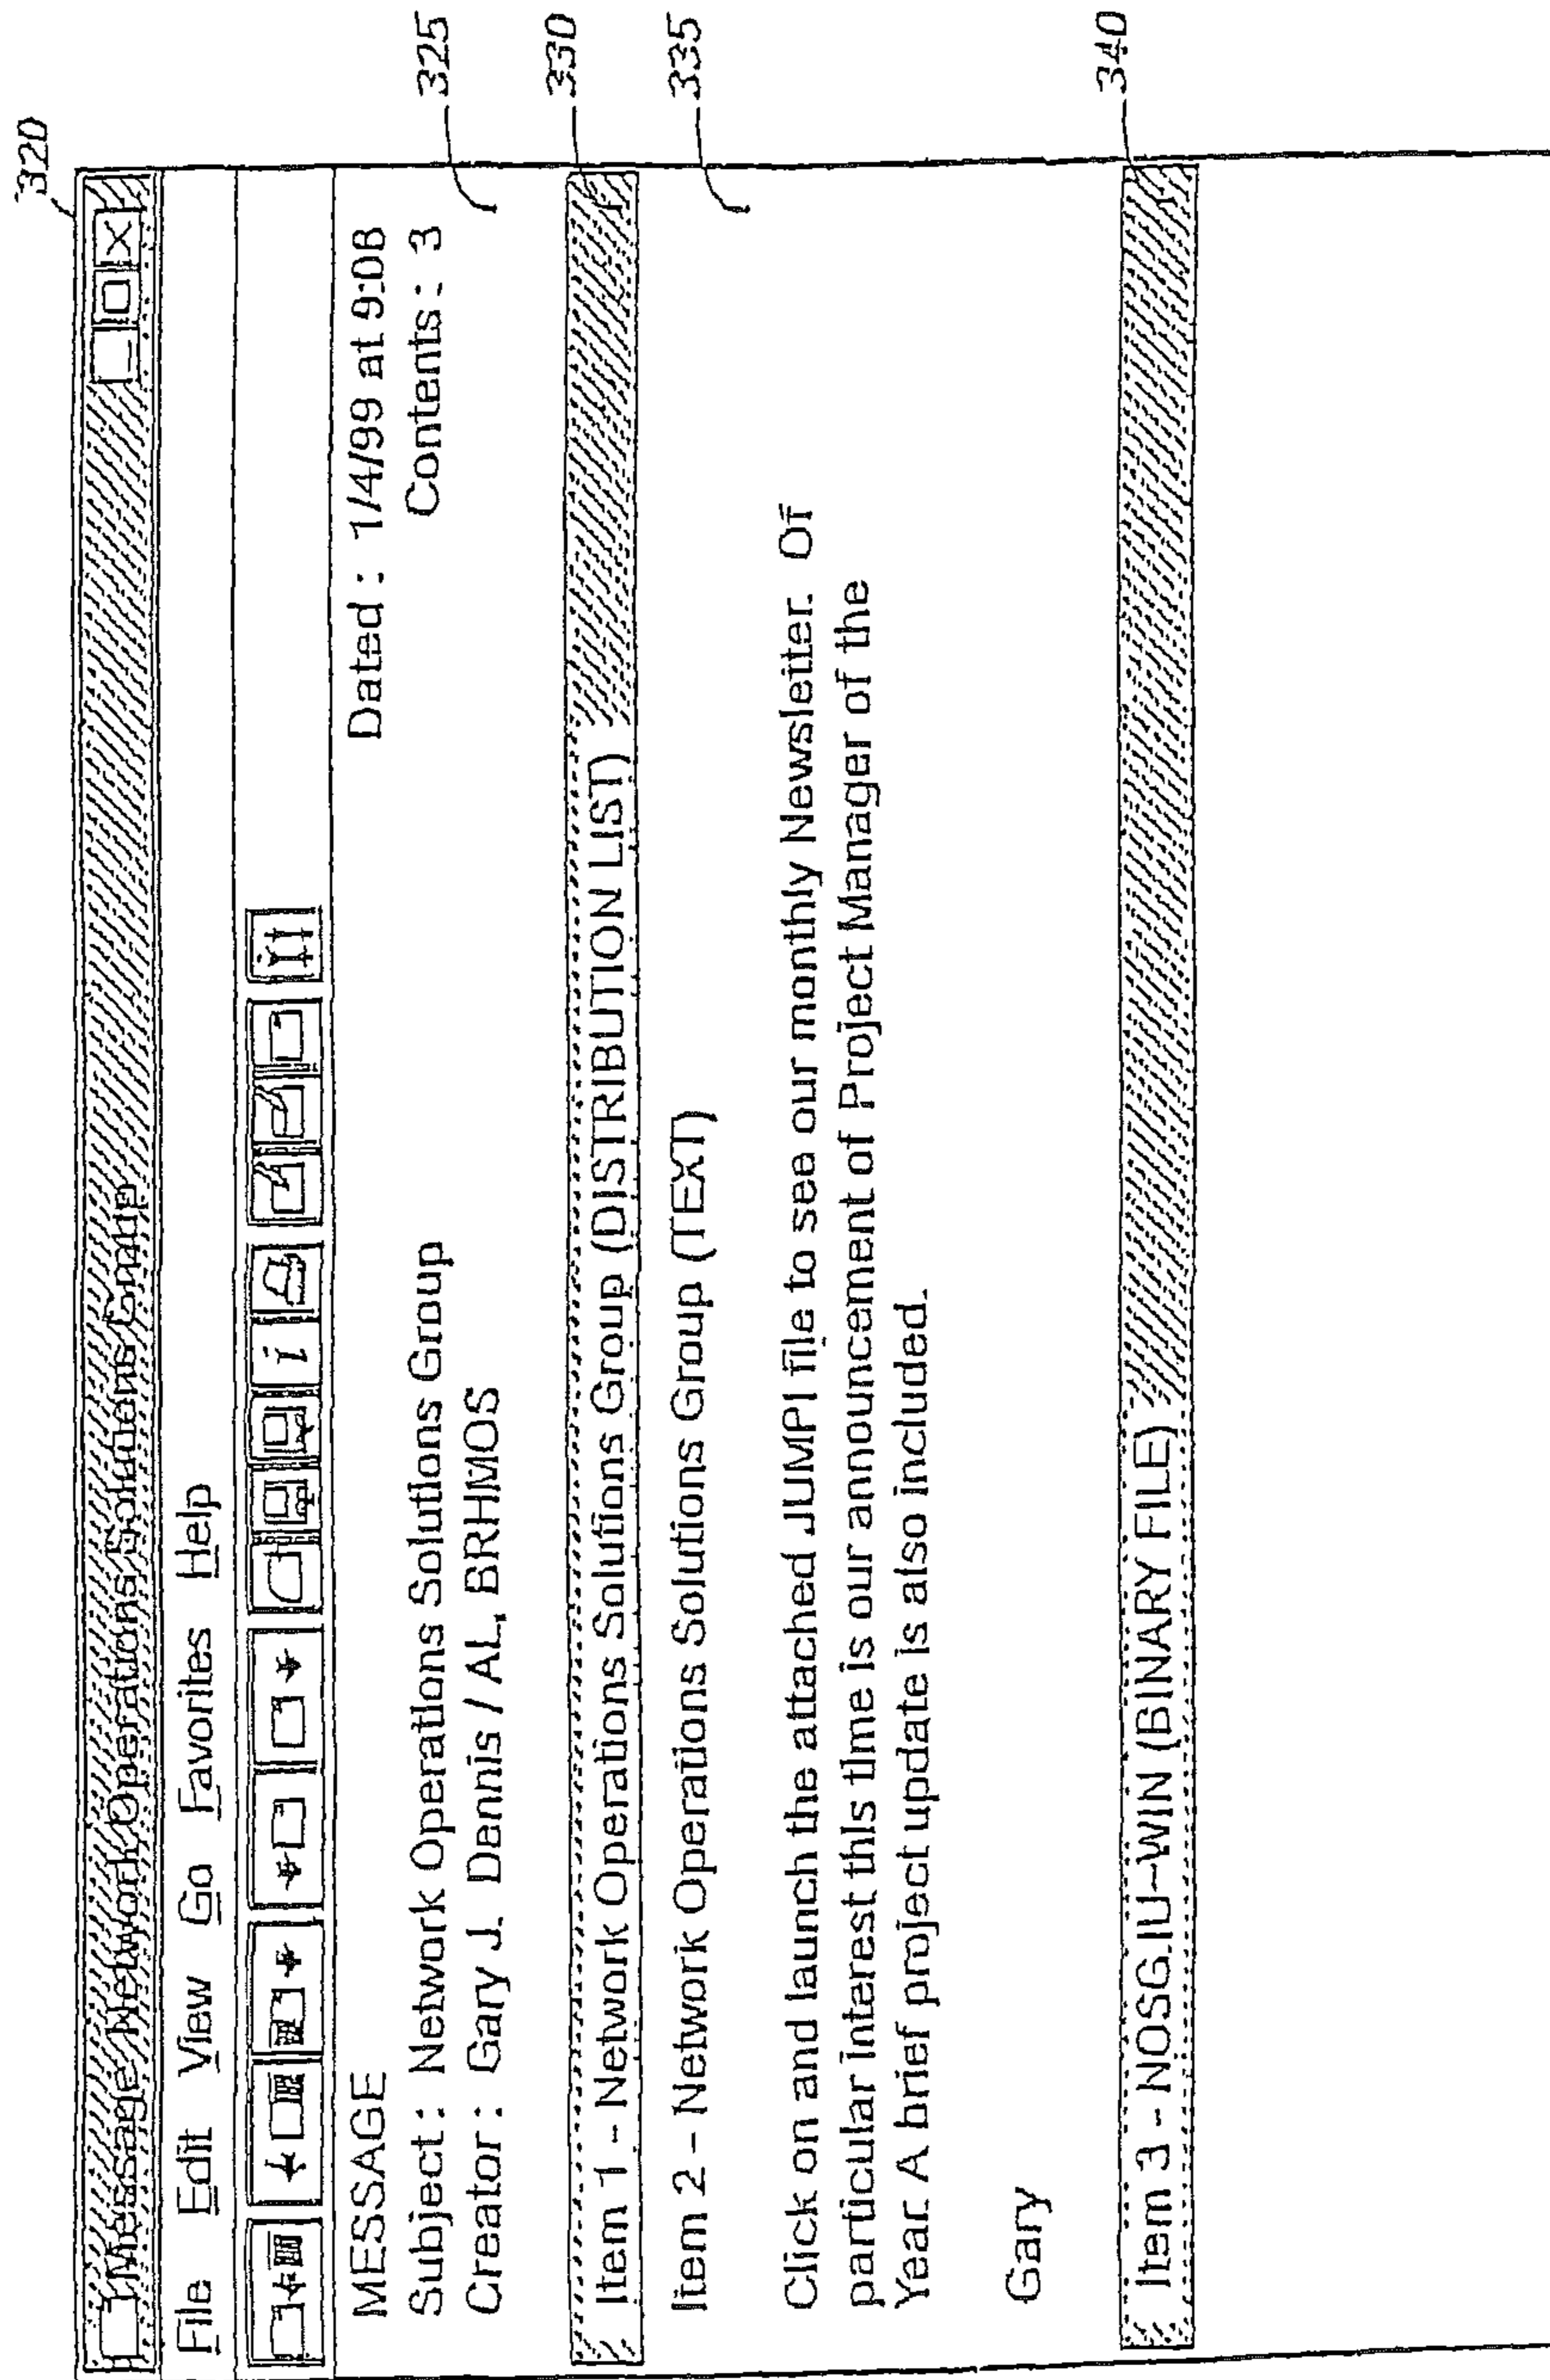 320
Message Network Operations Solutions Group
File Edit View Go Favorites Help
i
MESSAGE
Dated : 1/4/99 at 9:08
Subject : Network Operations Solutions Group
Contents : 3
Creator : Gary J. Dennis / AL, BRHMOS
325
Item 1 - Network Operations Solutions Group (DISTRIBUTION LIST)
330
Item 2 - Network Operations Solutions Group (TEXT)
335
Click on and launch the attached JUMPI file to see our monthly Newsletter. Of
particular interest this time is our announcement of Project Manager of the
Year. A brief project update is also included.
Gary
Item 3 - NOSG.IU-WIN (BINARY FILE)
340